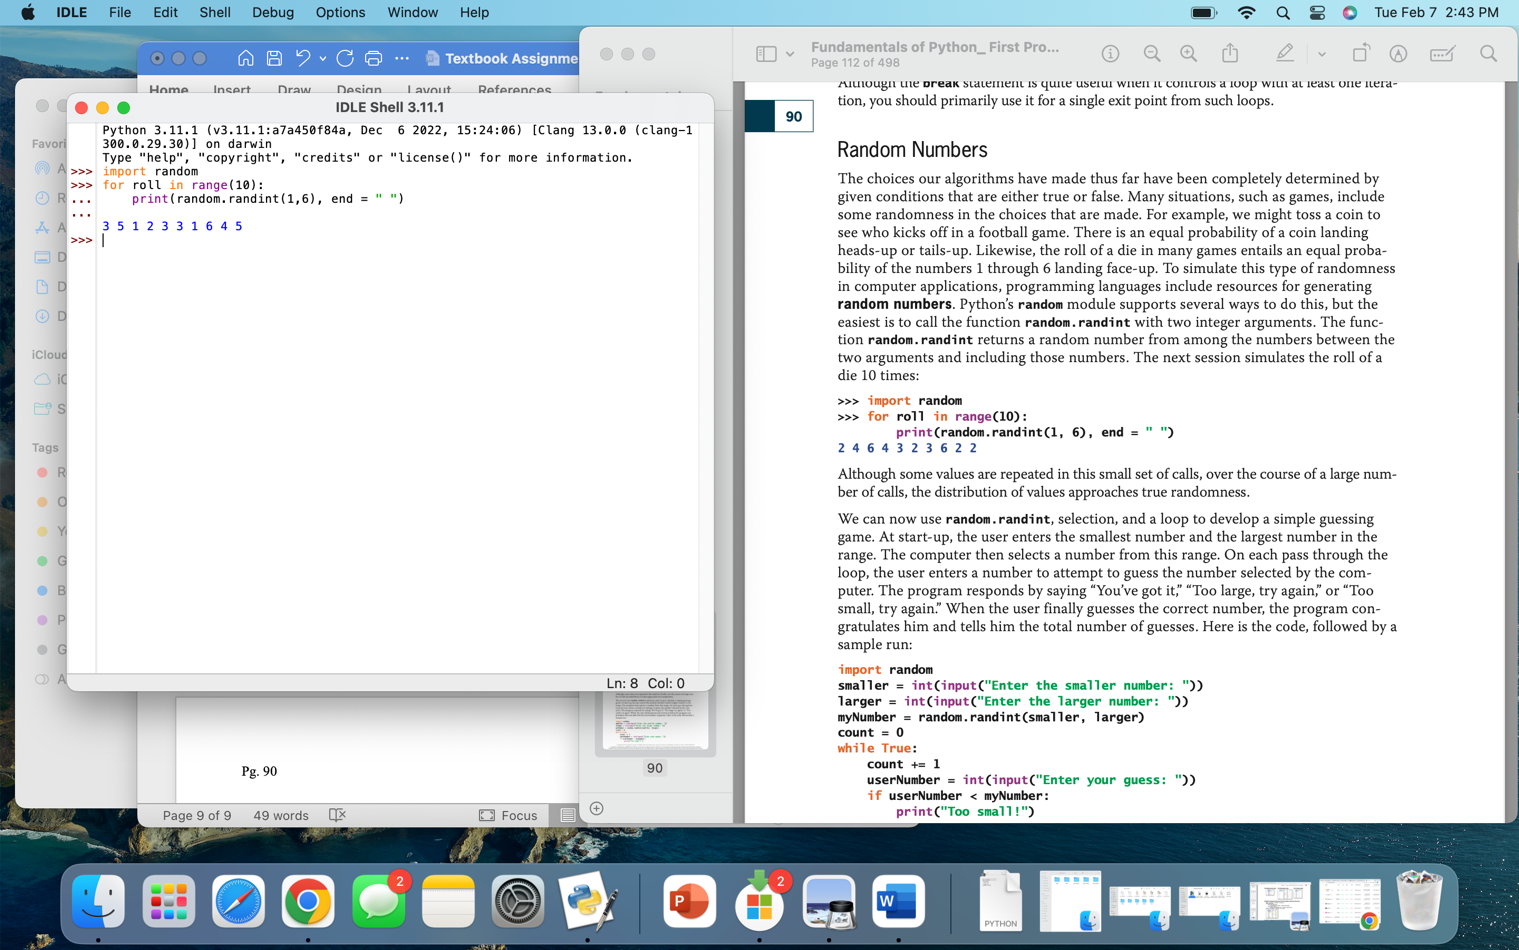 IDLE File Edit Shell Debug Options Window Help Tue Feb 7 2:43 PM
Textbook Assignme
Home Insert Draw Design Layout References
IDLE Shell 3.11.1
Python 3.11.1 (v3.11.1:a7a450f84a, Dec  6 2022, 15:24:06) [Clang 13.0.0 (clang-1
300.0.29.30)] on darwin
Type "help", "copyright", "credits" or "license()" for more information.
>>> import random
>>> for roll in range(10):
...     print(random.randint(1,6), end = " ")
...
3 5 1 2 3 3 1 6 4 5
>>>
Ln: 8 Col: 0
Favori
A
R
A
D
D
D
iCloud
iC
S
Tags
R
O
Ye
G
B
P
G
A
Pg. 90
Page 9 of 9 49 words Focus
90
Fundamentals of Python_ First Pro...
Page 112 of 498
Although the break statement is quite useful when it controls a loop with at least one itera-
tion, you should primarily use it for a single exit point from such loops.
90
Random Numbers
The choices our algorithms have made thus far have been completely determined by
given conditions that are either true or false. Many situations, such as games, include
some randomness in the choices that are made. For example, we might toss a coin to
see who kicks off in a football game. There is an equal probability of a coin landing
heads-up or tails-up. Likewise, the roll of a die in many games entails an equal proba-
bility of the numbers 1 through 6 landing face-up. To simulate this type of randomness
in computer applications, programming languages include resources for generating
random numbers. Python’s random module supports several ways to do this, but the
easiest is to call the function random.randint with two integer arguments. The func-
tion random.randint returns a random number from among the numbers between the
two arguments and including those numbers. The next session simulates the roll of a
die 10 times:
>>> import random
>>> for roll in range(10):
        print(random.randint(1, 6), end = " ")
2 4 6 4 3 2 3 6 2 2
Although some values are repeated in this small set of calls, over the course of a large num-
ber of calls, the distribution of values approaches true randomness.
We can now use random.randint, selection, and a loop to develop a simple guessing
game. At start-up, the user enters the smallest number and the largest number in the
range. The computer then selects a number from this range. On each pass through the
loop, the user enters a number to attempt to guess the number selected by the com-
puter. The program responds by saying “You’ve got it,” “Too large, try again,” or “Too
small, try again.” When the user finally guesses the correct number, the program con-
gratulates him and tells him the total number of guesses. Here is the code, followed by a
sample run:
import random
smaller = int(input("Enter the smaller number: "))
larger = int(input("Enter the larger number: "))
myNumber = random.randint(smaller, larger)
count = 0
while True:
    count += 1
    userNumber = int(input("Enter your guess: "))
    if userNumber < myNumber:
        print("Too small!")
2
2
P
W
PYTHON